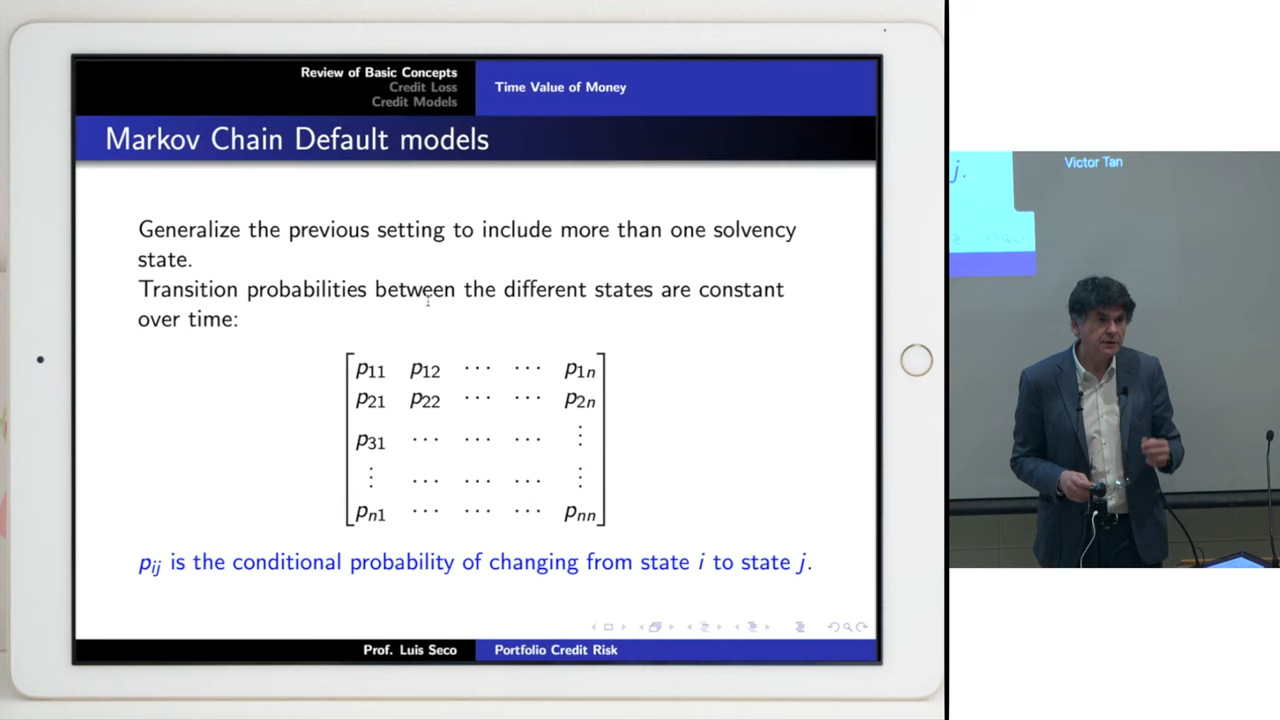 Review of Basic Concepts
Credit Loss
Credit Models
Time Value of Money
Markov Chain Default models
Generalize the previous setting to include more than one solvency
state.
Transition probabilities between the different states are constant
over time:
p11 p12 ⋯ ⋯ p1n
p21 p22 ⋯ ⋯ p2n
p31 ⋯ ⋯ ⋯ ⋮
⋮ ⋯ ⋯ ⋯ ⋮
pn1 ⋯ ⋯ ⋯ pnn
pij is the conditional probability of changing from state i to state j.
Prof. Luis Seco
Portfolio Credit Risk
j.
Victor Tan